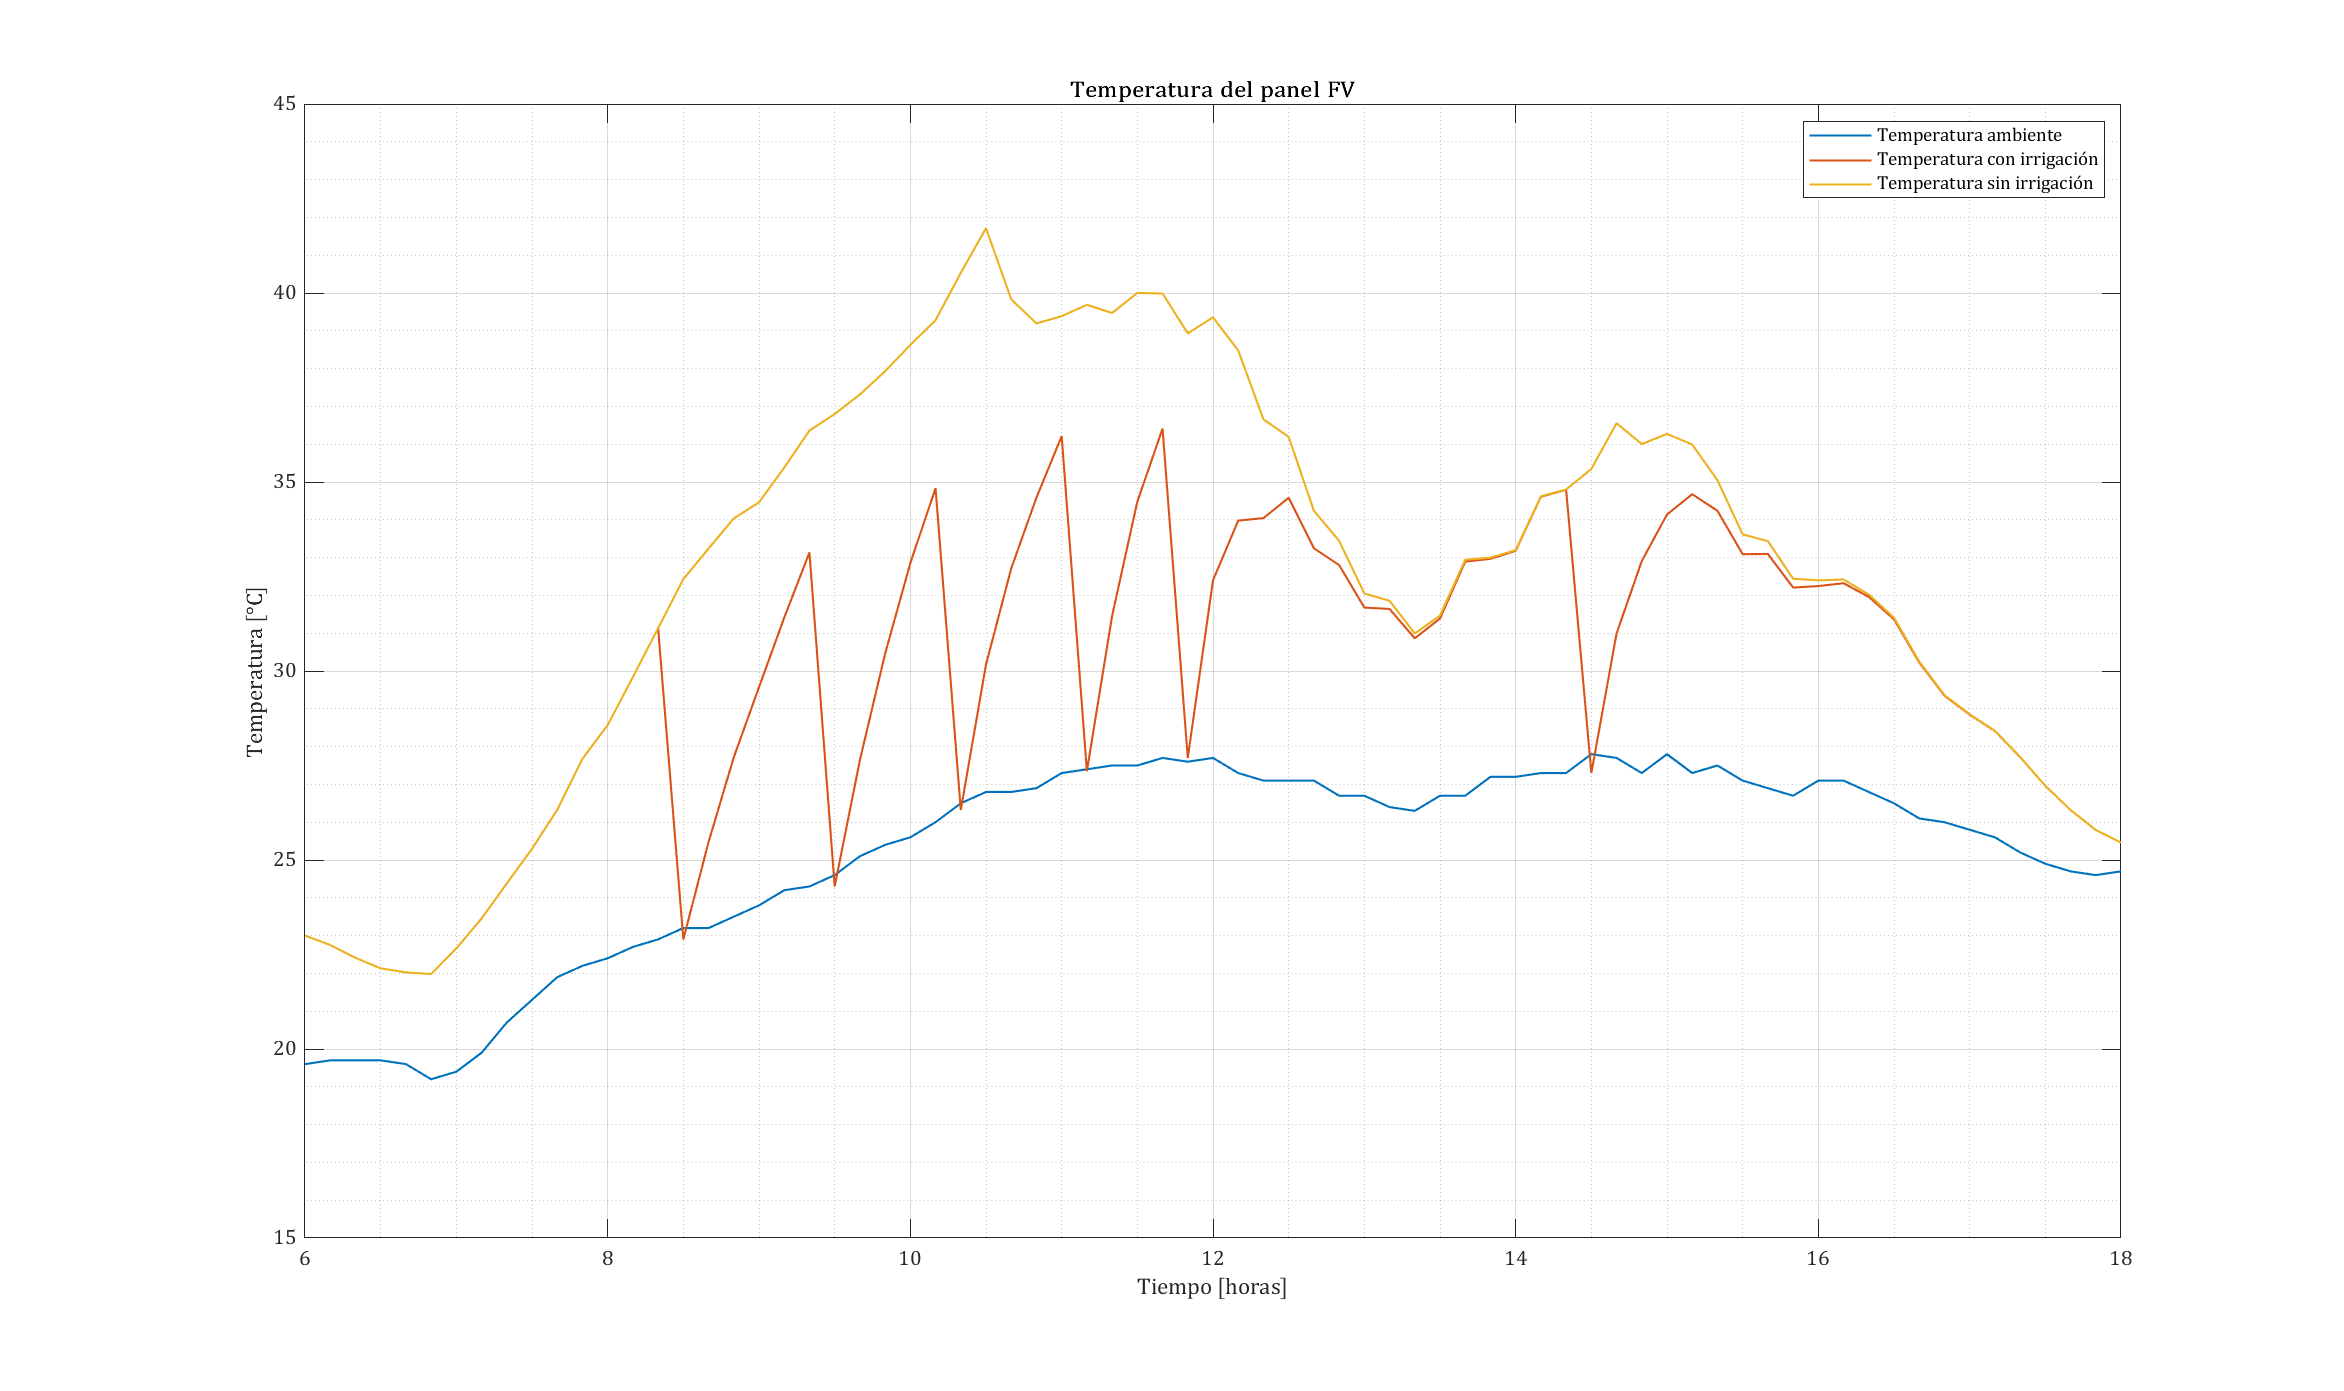 Temperatura del panel FV
45
40
35
30
25
20
15
Temperatura [°C]
Temperatura ambiente
Temperatura con irrigación
Temperatura sin irrigación
6 8 10 12 14 16 18
Tiempo [horas]